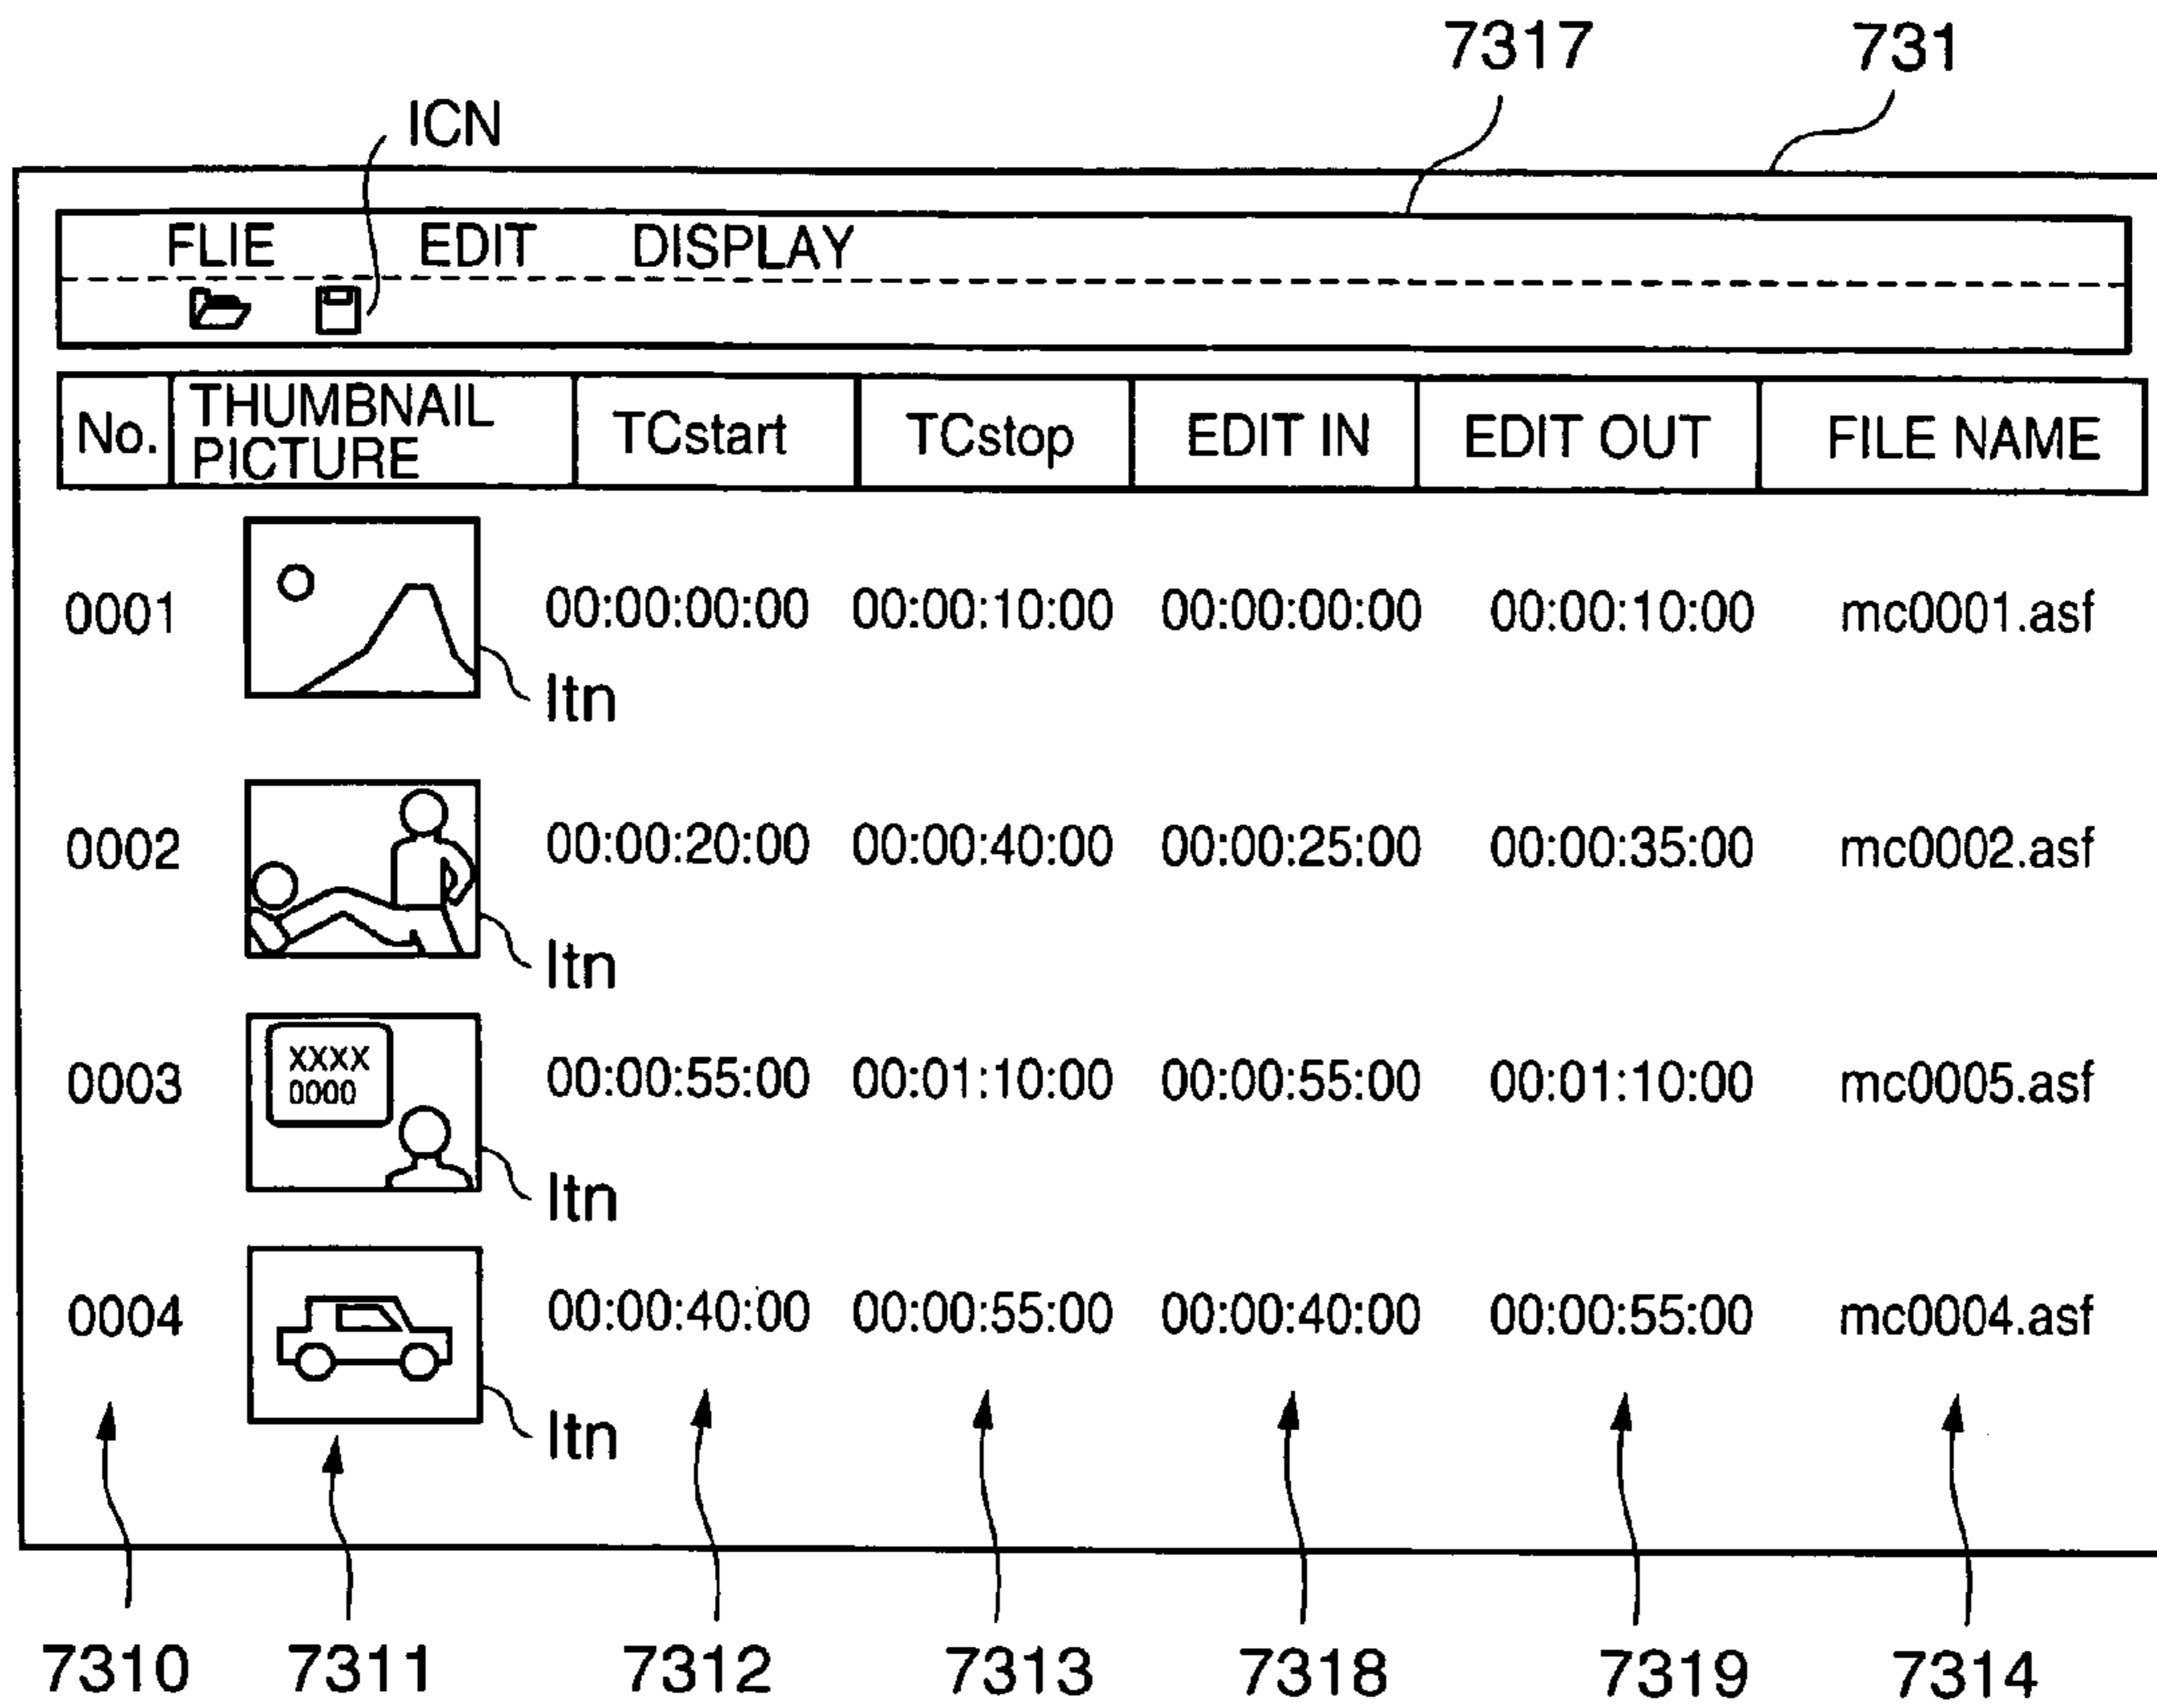 7317 731
ICN
FLIE EDIT DISPLAY
No. THUMBNAIL PICTURE TCstart TCstop EDIT IN EDIT OUT FILE NAME
0001 00:00:00:00 00:00:10:00 00:00:00:00 00:00:10:00 mc0001.asf
Itn
0002 00:00:20:00 00:00:40:00 00:00:25:00 00:00:35:00 mc0002.asf
Itn
XXXX
0000
0003 00:00:55:00 00:01:10:00 00:00:55:00 00:01:10:00 mc0005.asf
Itn
0004 00:00:40:00 00:00:55:00 00:00:40:00 00:00:55:00 mc0004.asf
Itn
7310 7311 7312 7313 7318 7319 7314